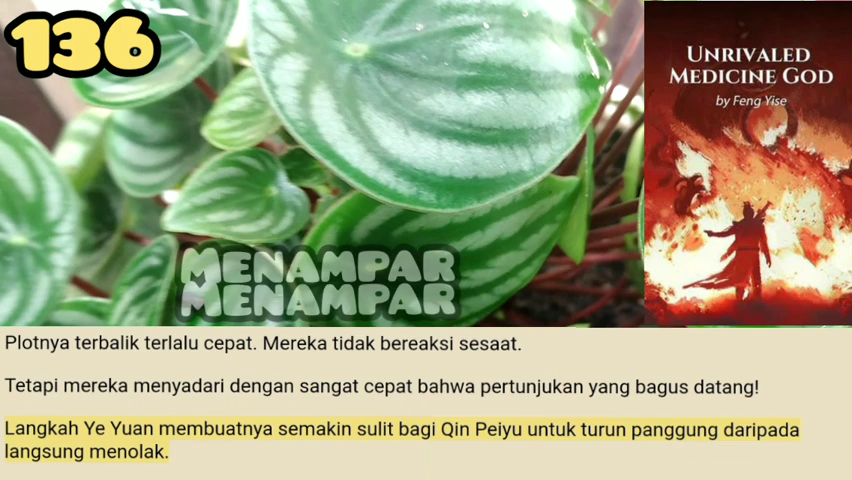 136
UNRIVALED
MEDICINE GOD
by Feng Yise
MENAMPAR
MENAMPAR
Plotnya terbalik terlalu cepat. Mereka tidak bereaksi sesaat.
Tetapi mereka menyadari dengan sangat cepat bahwa pertunjukan yang bagus datang!
Langkah Ye Yuan membuatnya semakin sulit bagi Qin Peiyu untuk turun panggung daripada
langsung menolak.